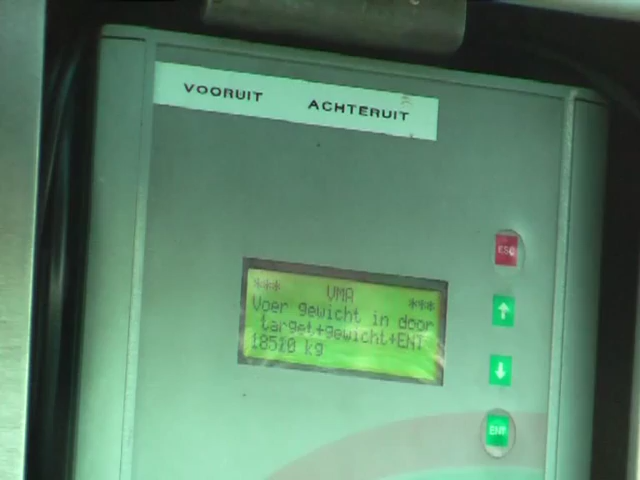 VOORUIT ACHTERUIT
*** VMA ***
Voer gewicht in door
target+gewicht+ENT
18510 kg
ESC
ENT